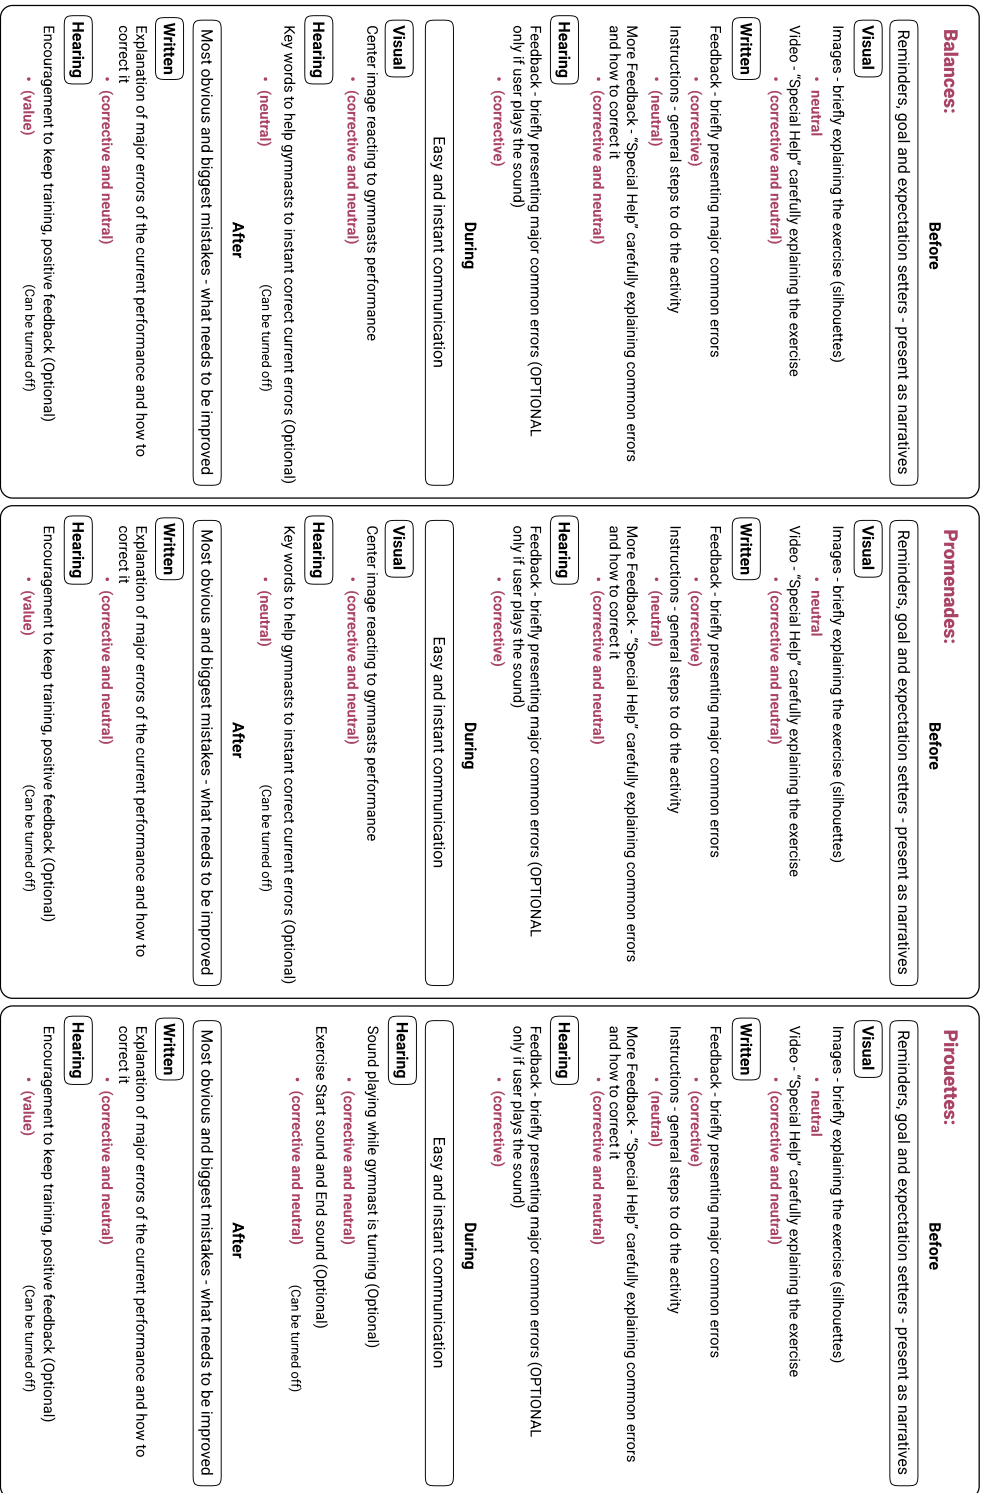 Balances:
Before
Reminders, goal and expectation setters - present as narratives
Visual
Images - briefly explaining the exercise (silhouettes)
• neutral
Video - “Special Help” carefully explaining the exercise
• (corrective and neutral)
Written
Feedback - briefly presenting major common errors
• (corrective)
Instructions - general steps to do the activity
• (neutral)
More Feedback - “Special Help” carefully explaining common errors
and how to correct it
• (corrective and neutral)
Hearing
Feedback - briefly presenting major common errors (OPTIONAL
only if user plays the sound)
• (corrective)
During
Easy and instant communication
Visual
Center image reacting to gymnasts performance
• (corrective and neutral)
Hearing
Key words to help gymnasts to instant correct current errors (Optional)
• (neutral) (Can be turned off)
After
Most obvious and biggest mistakes - what needs to be improved
Written
Explanation of major errors of the current performance and how to
correct it
• (corrective and neutral)
Hearing
Encouragement to keep training, positive feedback (Optional)
• (value) (Can be turned off)
Promenades:
Before
Reminders, goal and expectation setters - present as narratives
Visual
Images - briefly explaining the exercise (silhouettes)
• neutral
Video - “Special Help” carefully explaining the exercise
• (corrective and neutral)
Written
Feedback - briefly presenting major common errors
• (corrective)
Instructions - general steps to do the activity
• (neutral)
More Feedback - “Special Help” carefully explaining common errors
and how to correct it
• (corrective and neutral)
Hearing
Feedback - briefly presenting major common errors (OPTIONAL
only if user plays the sound)
• (corrective)
During
Easy and instant communication
Visual
Center image reacting to gymnasts performance
• (corrective and neutral)
Hearing
Key words to help gymnasts to instant correct current errors (Optional)
• (neutral) (Can be turned off)
After
Most obvious and biggest mistakes - what needs to be improved
Written
Explanation of major errors of the current performance and how to
correct it
• (corrective and neutral)
Hearing
Encouragement to keep training, positive feedback (Optional)
• (value) (Can be turned off)
Pirouettes:
Before
Reminders, goal and expectation setters - present as narratives
Visual
Images - briefly explaining the exercise (silhouettes)
• neutral
Video - “Special Help” carefully explaining the exercise
• (corrective and neutral)
Written
Feedback - briefly presenting major common errors
• (corrective)
Instructions - general steps to do the activity
• (neutral)
More Feedback - “Special Help” carefully explaining common errors
and how to correct it
• (corrective and neutral)
Hearing
Feedback - briefly presenting major common errors (OPTIONAL
only if user plays the sound)
• (corrective)
During
Easy and instant communication
Hearing
Sound playing while gymnast is turning (Optional)
• (corrective and neutral)
Exercise Start sound and End sound (Optional)
• (corrective and neutral) (Can be turned off)
After
Most obvious and biggest mistakes - what needs to be improved
Written
Explanation of major errors of the current performance and how to
correct it
• (corrective and neutral)
Hearing
Encouragement to keep training, positive feedback (Optional)
• (value) (Can be turned off)